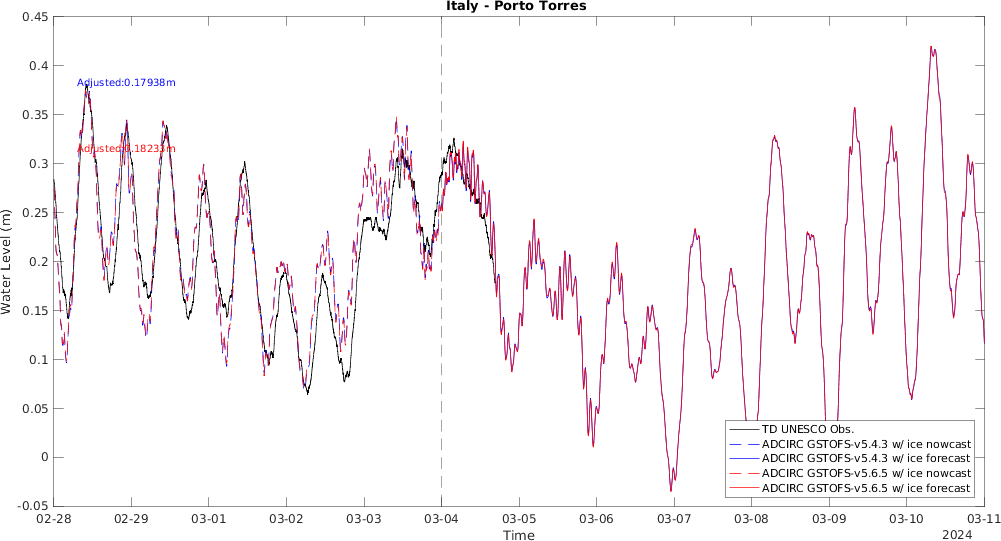 Italy - Porto Torres
Water Level (m)
0.45
0.4
0.35
0.3
0.25
0.2
0.15
0.1
0.05
0
-0.05
Adjusted:0.17938m
Adjusted:0.18233m
TD UNESCO Obs.
ADCIRC GSTOFS-v5.4.3 w/ ice nowcast
ADCIRC GSTOFS-v5.4.3 w/ ice forecast
ADCIRC GSTOFS-v5.6.5 w/ ice nowcast
ADCIRC GSTOFS-v5.6.5 w/ ice forecast
02-28 02-29 03-01 03-02 03-03 03-04 03-05 03-06 03-07 03-08 03-09 03-10 03-11
Time
2024